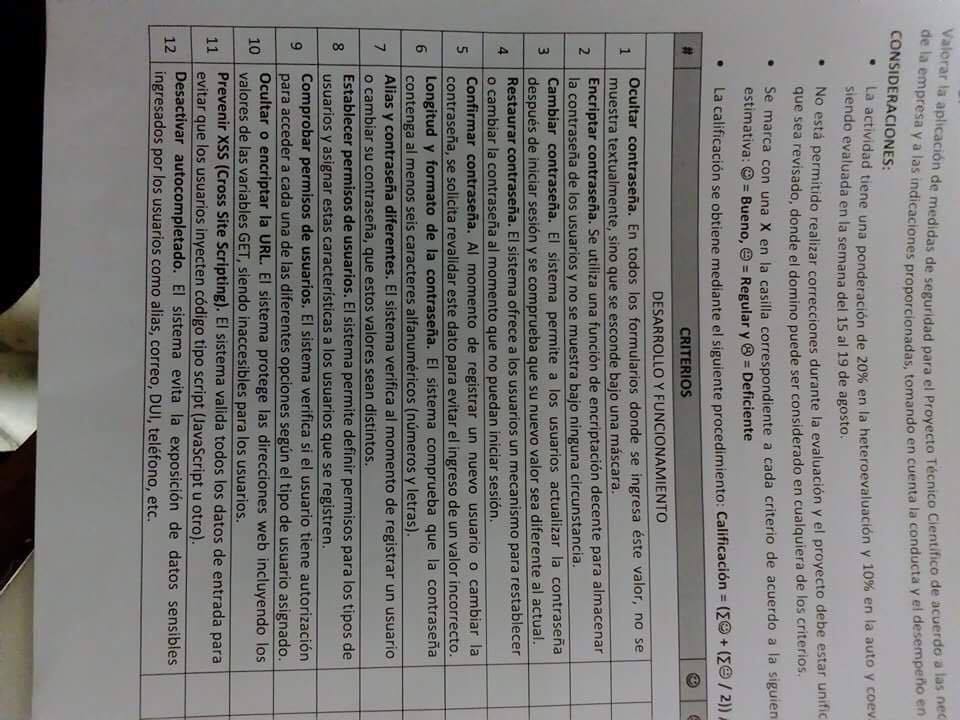 Valorar la aplicación de medidas de seguridad para el Proyecto Técnico Científico de acuerdo a las
de la empresa y a las indicaciones proporcionadas, tomando en cuenta la conducta y el desempeño en
CONSIDERACIONES:
• La actividad tiene una ponderación de 20% en la heteroevaluación y 10% en la auto y
siendo evaluada en la semana del 15 al 19 de agosto.
• No está permitido realizar correcciones durante la evaluación y el proyecto debe estar
que sea revisado, donde el domino puede ser considerado en cualquiera de los criterios.
• Se marca con una X en la casilla correspondiente a cada criterio de acuerdo a la
estimativa: ☺ = Bueno, 😐 = Regular y ☹ = Deficiente
• La calificación se obtiene mediante el siguiente procedimiento: Calificación = (∑☺ + (∑😐 / 2)) /
# CRITERIOS ☺
DESARROLLO Y FUNCIONAMIENTO
1 Ocultar contraseña. En todos los formularios donde se ingresa éste valor, no se
muestra textualmente, sino que se esconde bajo una máscara.
2 Encriptar contraseña. Se utiliza una función de encriptación decente para almacenar
la contraseña de los usuarios y no se muestra bajo ninguna circunstancia.
3 Cambiar contraseña. El sistema permite a los usuarios actualizar la contraseña
después de iniciar sesión y se comprueba que su nuevo valor sea diferente al actual.
4 Restaurar contraseña. El sistema ofrece a los usuarios un mecanismo para restablecer
o cambiar la contraseña al momento que no puedan iniciar sesión.
5 Confirmar contraseña. Al momento de registrar un nuevo usuario o cambiar la
contraseña, se solicita revalidar este dato para evitar el ingreso de un valor incorrecto.
6 Longitud y formato de la contraseña. El sistema comprueba que la contraseña
contenga al menos seis caracteres alfanuméricos (números y letras).
7 Alias y contraseña diferentes. El sistema verifica al momento de registrar un usuario
o cambiar su contraseña, que estos valores sean distintos.
8 Establecer permisos de usuarios. El sistema permite definir permisos para los tipos de
usuarios y asignar estas características a los usuarios que se registren.
9 Comprobar permisos de usuarios. El sistema verifica si el usuario tiene autorización
para acceder a cada una de las diferentes opciones según el tipo de usuario asignado.
10 Ocultar o encriptar la URL. El sistema protege las direcciones web incluyendo los
valores de las variables GET, siendo inaccesibles para los usuarios.
11 Prevenir XSS (Cross Site Scripting). El sistema valida todos los datos de entrada para
evitar que los usuarios inyecten código tipo script (JavaScript u otro).
12 Desactivar autocompletado. El sistema evita la exposición de datos sensibles
ingresados por los usuarios como alias, correo, DUI, teléfono, etc.